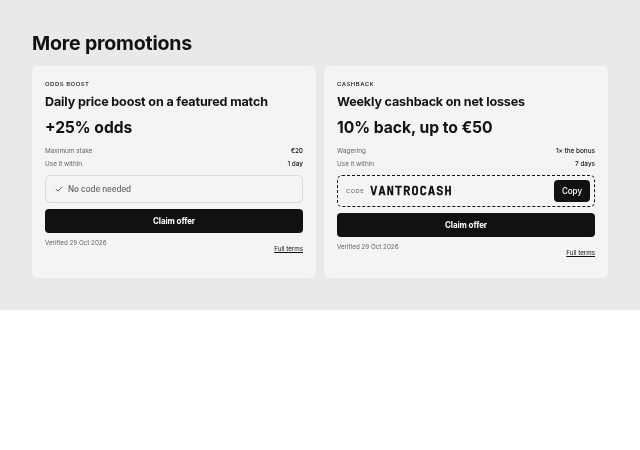 More promotions
ODDS BOOST
Daily price boost on a featured match
+25% odds
Maximum stake €20
Use it within 1 day
No code needed
Claim offer
Verified 29 Oct 2026
Full terms
CASHBACK
Weekly cashback on net losses
10% back, up to €50
Wagering 1× the bonus
Use it within 7 days
CODE VANTROCASH Copy
Claim offer
Verified 29 Oct 2026
Full terms